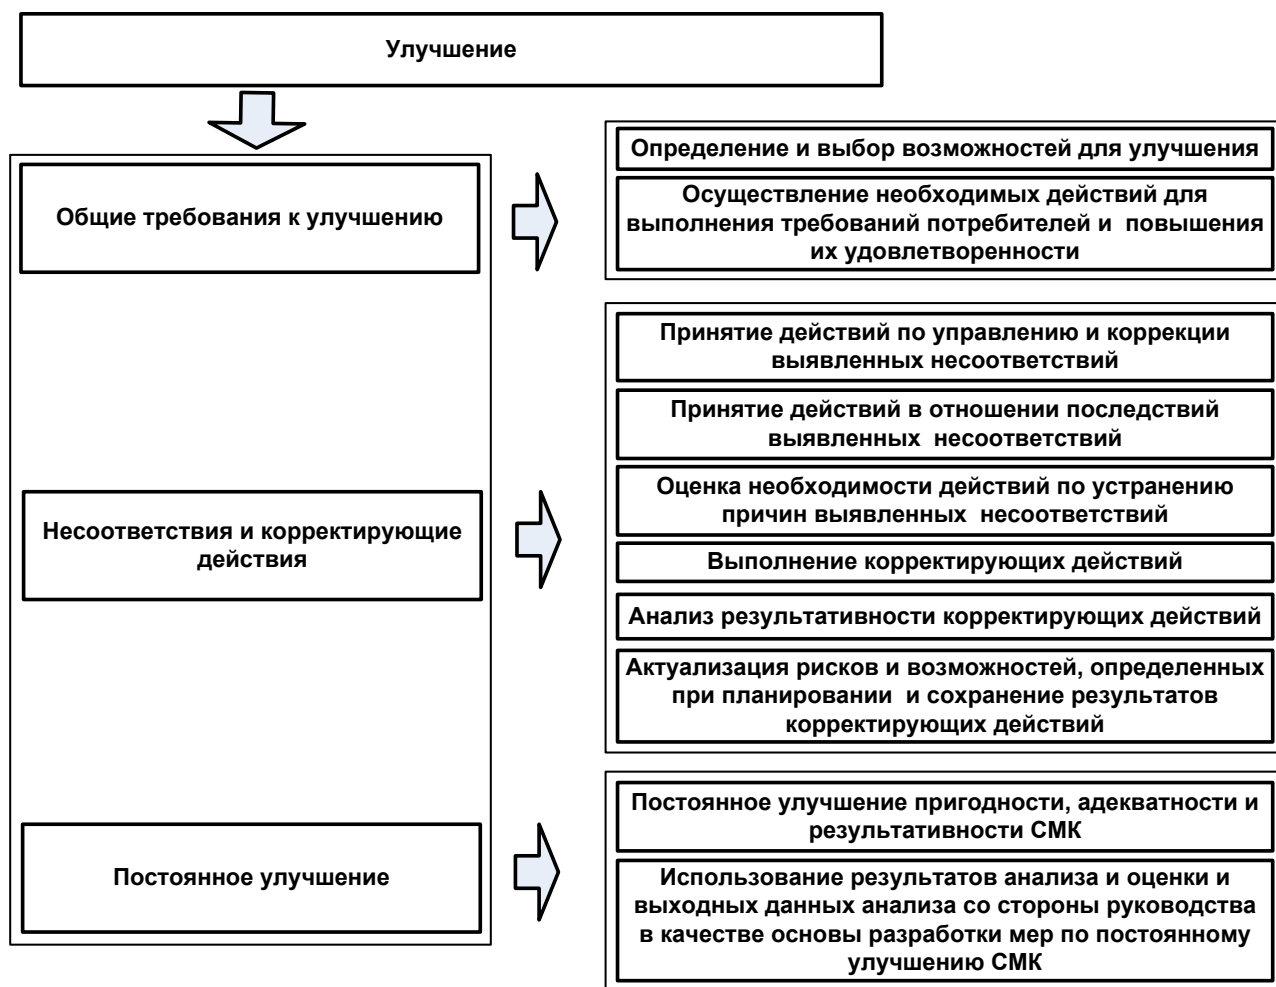 Улучшение
Общие требования к улучшению
Определение и выбор возможностей для улучшения
Осуществление необходимых действий для
выполнения требований потребителей и повышения
их удовлетворенности
Несоответствия и корректирующие
действия
Принятие действий по управлению и коррекции
выявленных несоответствий
Принятие действий в отношении последствий
выявленных несоответствий
Оценка необходимости действий по устранению
причин выявленных несоответствий
Выполнение корректирующих действий
Анализ результативности корректирующих действий
Актуализация рисков и возможностей, определенных
при планировании и сохранение результатов
корректирующих действий
Постоянное улучшение
Постоянное улучшение пригодности, адекватности и
результативности СМК
Использование результатов анализа и оценки и
выходных данных анализа со стороны руководства
в качестве основы разработки мер по постоянному
улучшению СМК